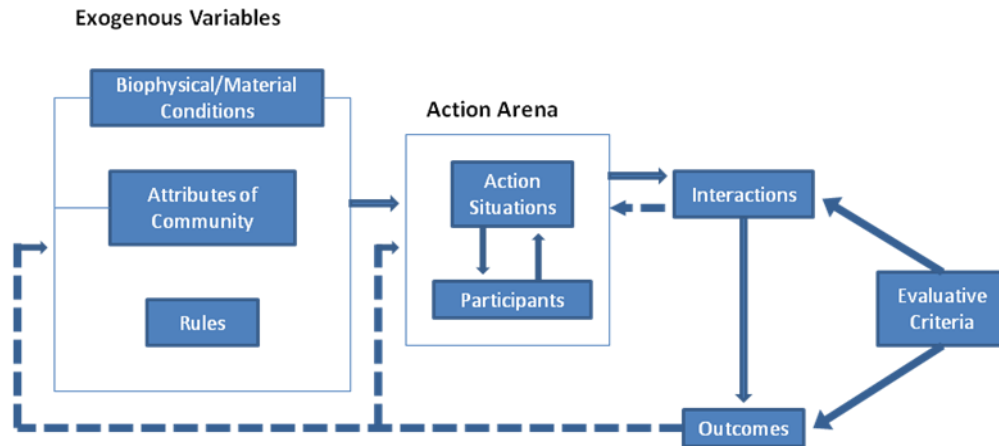 Exogenous Variables
Biophysical/Material
Conditions
Attributes of
Community
Rules
Action Arena
Action
Situations
Participants
Interactions
Evaluative
Criteria
Outcomes